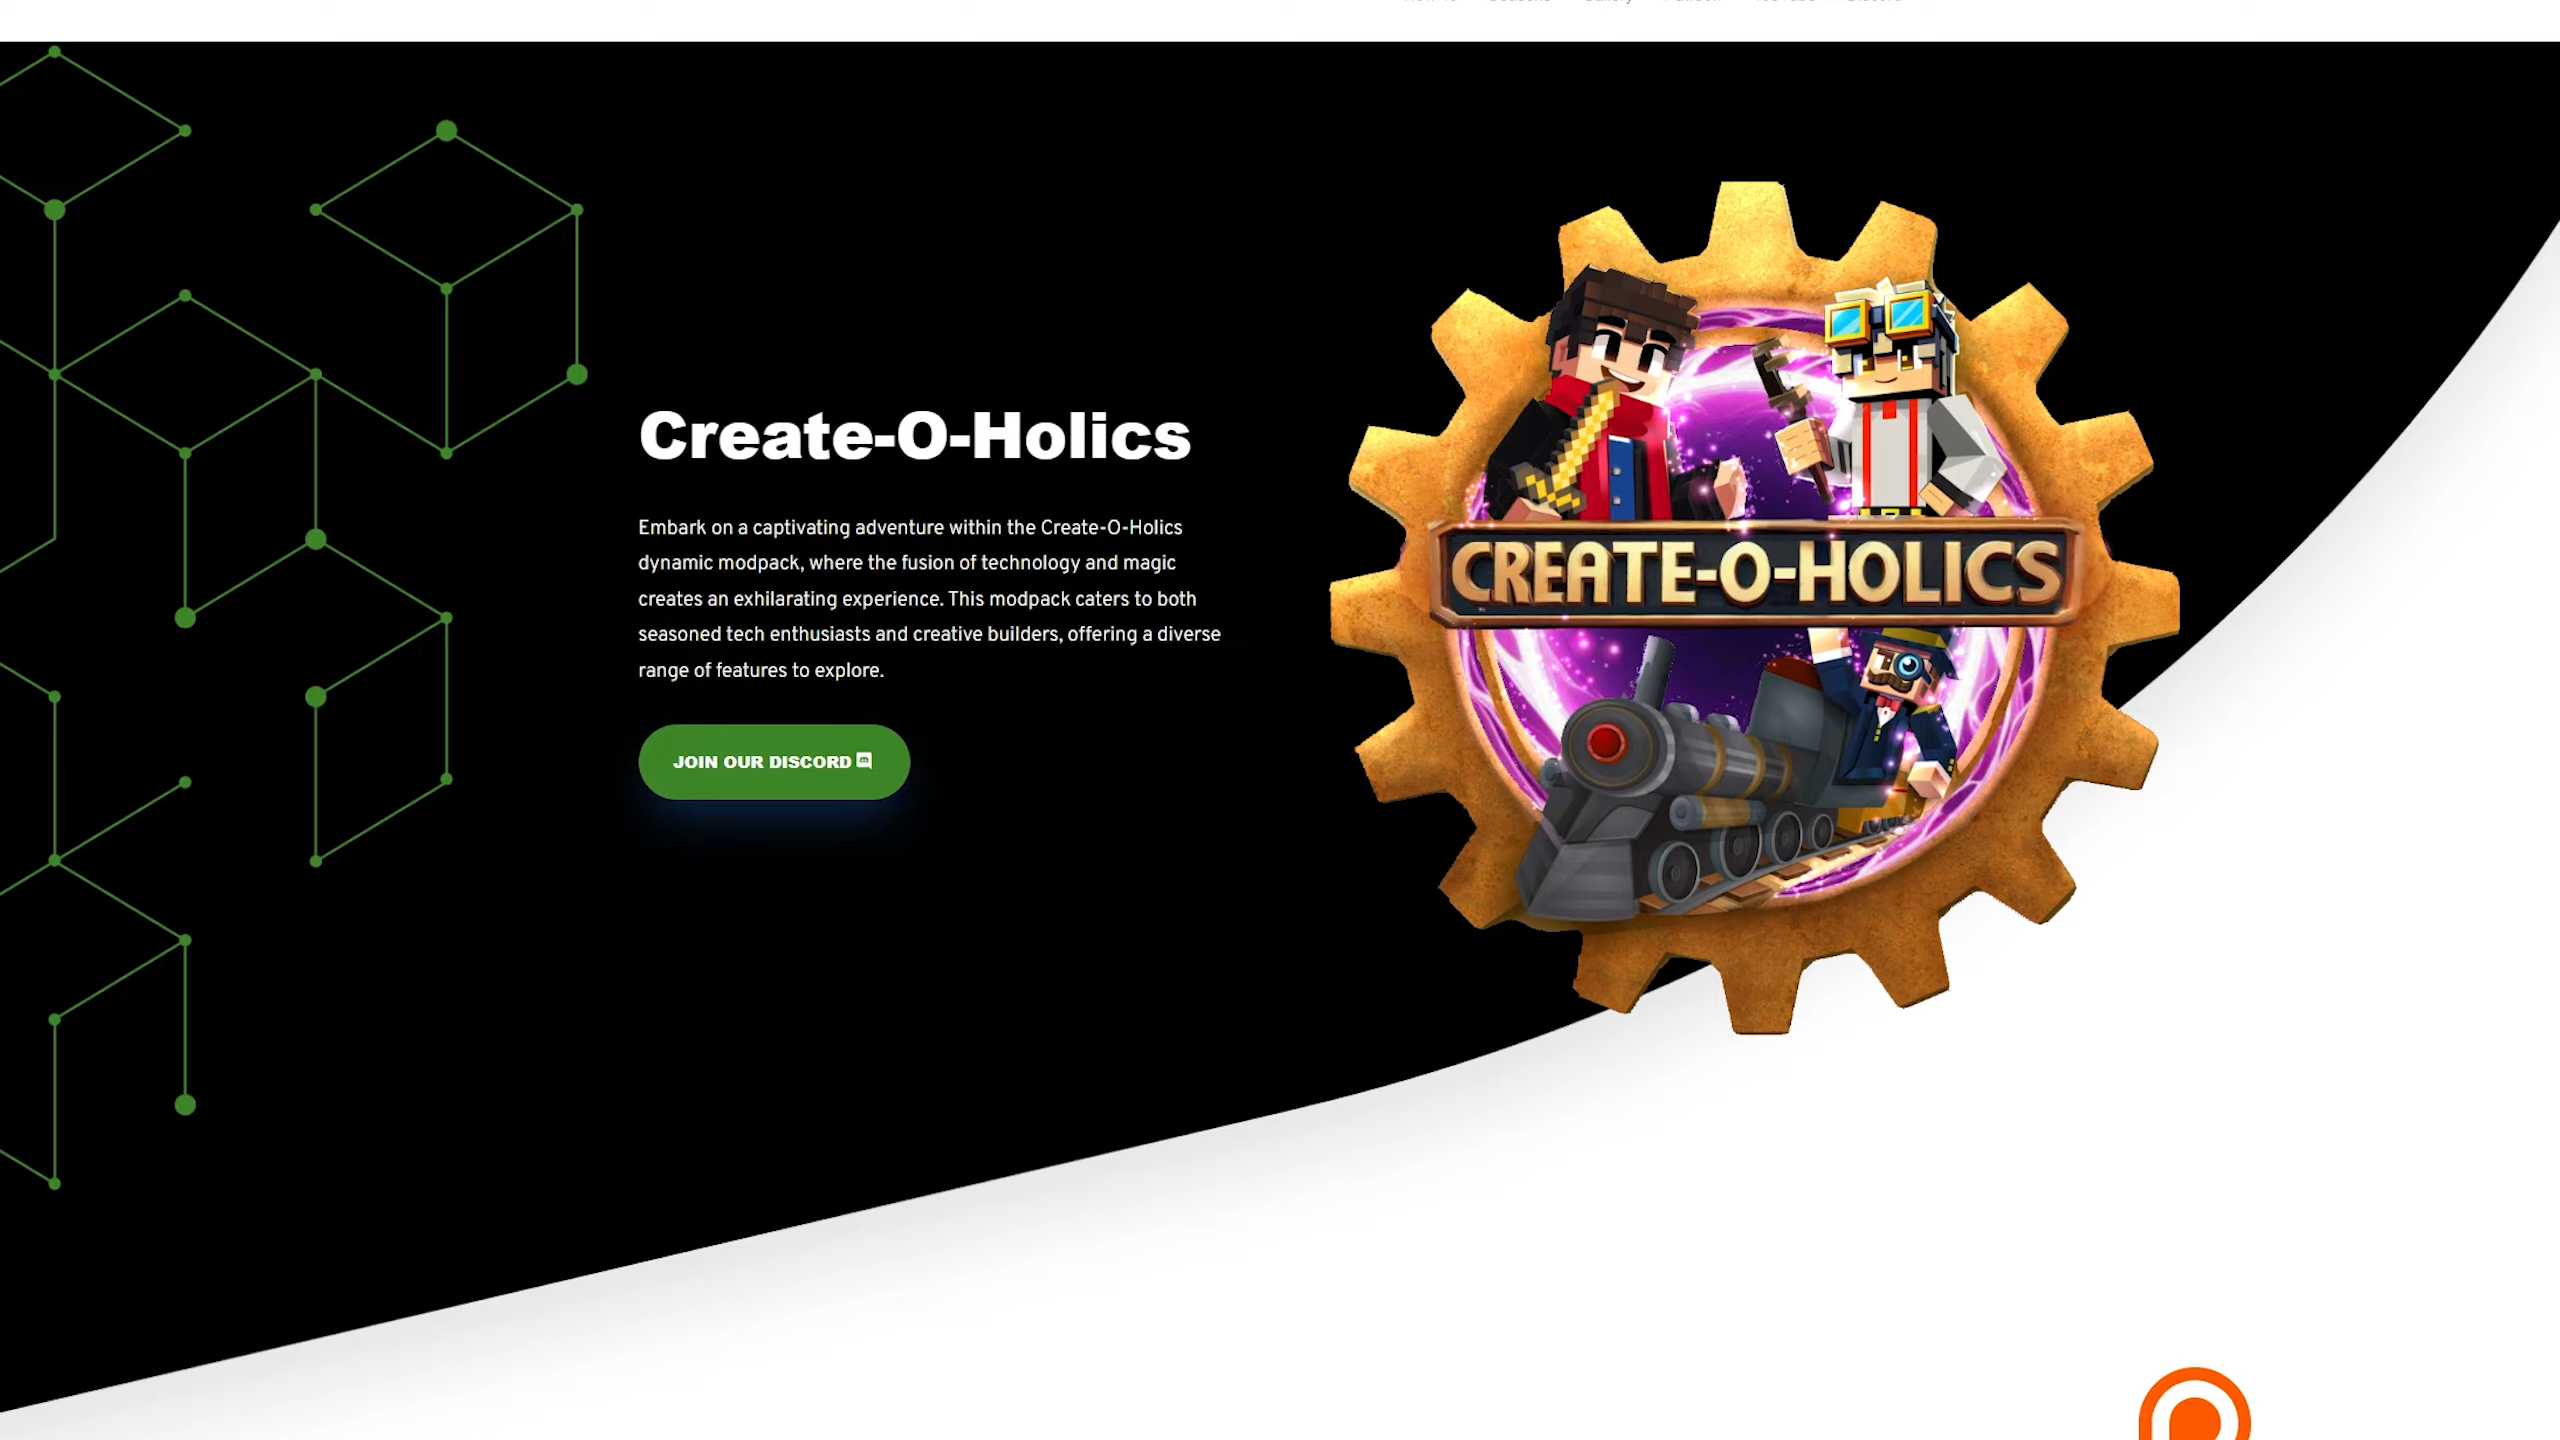 Create-O-Holics
Embark on a captivating adventure within the Create-O-Holics
dynamic modpack, where the fusion of technology and magic
creates an exhilarating experience. This modpack caters to both
seasoned tech enthusiasts and creative builders, offering a diverse
range of features to explore.
JOIN OUR DISCORD
CREATE-O-HOLICS